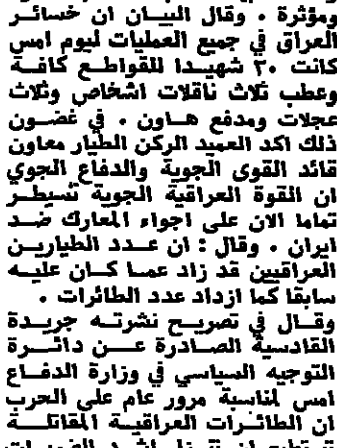 ومؤثرة . وقال البيان ان خسائر
العراق في جميع العمليات ليوم امس
كانت ٢٠ شهيدا للقواطع كافة
وعطب ثلاث ناقلات اشخاص وثلاث
عجلات ومدفع هاون . في غضون
ذلك اكد العميد الركن الطيار معاون
قائد القوى الجوية والدفاع الجوي
ان القوة العراقية الجوية تسيطر
تماما الان على اجواء المعارك ضد
ايران . وقال : ان عدد الطيارين
العراقيين قد زاد عما كان عليه
سابقا كما ازداد عدد الطائرات .
وقال في تصريح نشرته جريدة
القادسية الصادرة عن دائرة
التوجيه السياسي في وزارة الدفاع
امس لمناسبة مرور عام على الحرب
ان الطائرات العراقية المقاتلة